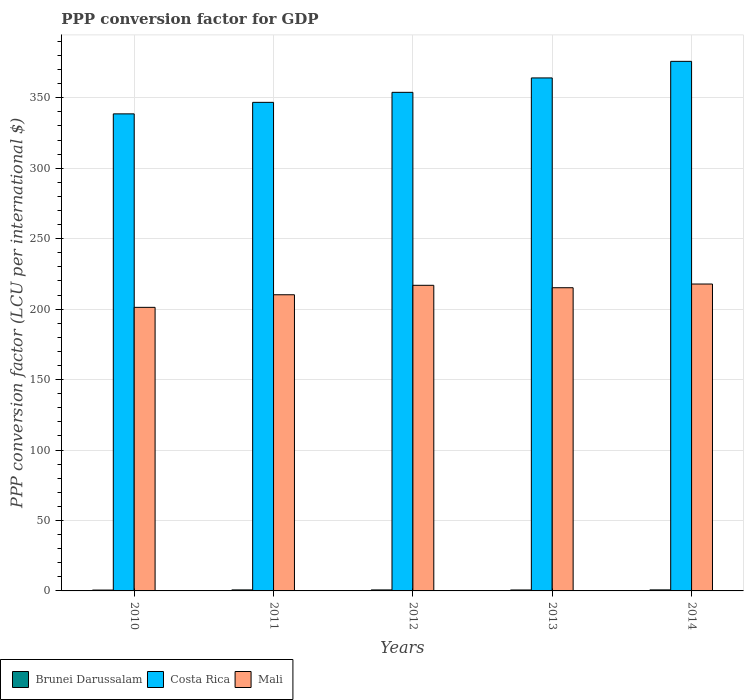 PPP conversion factor for GDP
PPP conversion factor (LCU per international $)
350
300
250
200
150
100
50
0
2010
2011
2012
2013
2014
Years
Brunei Darussalam
Costa Rica
Mali